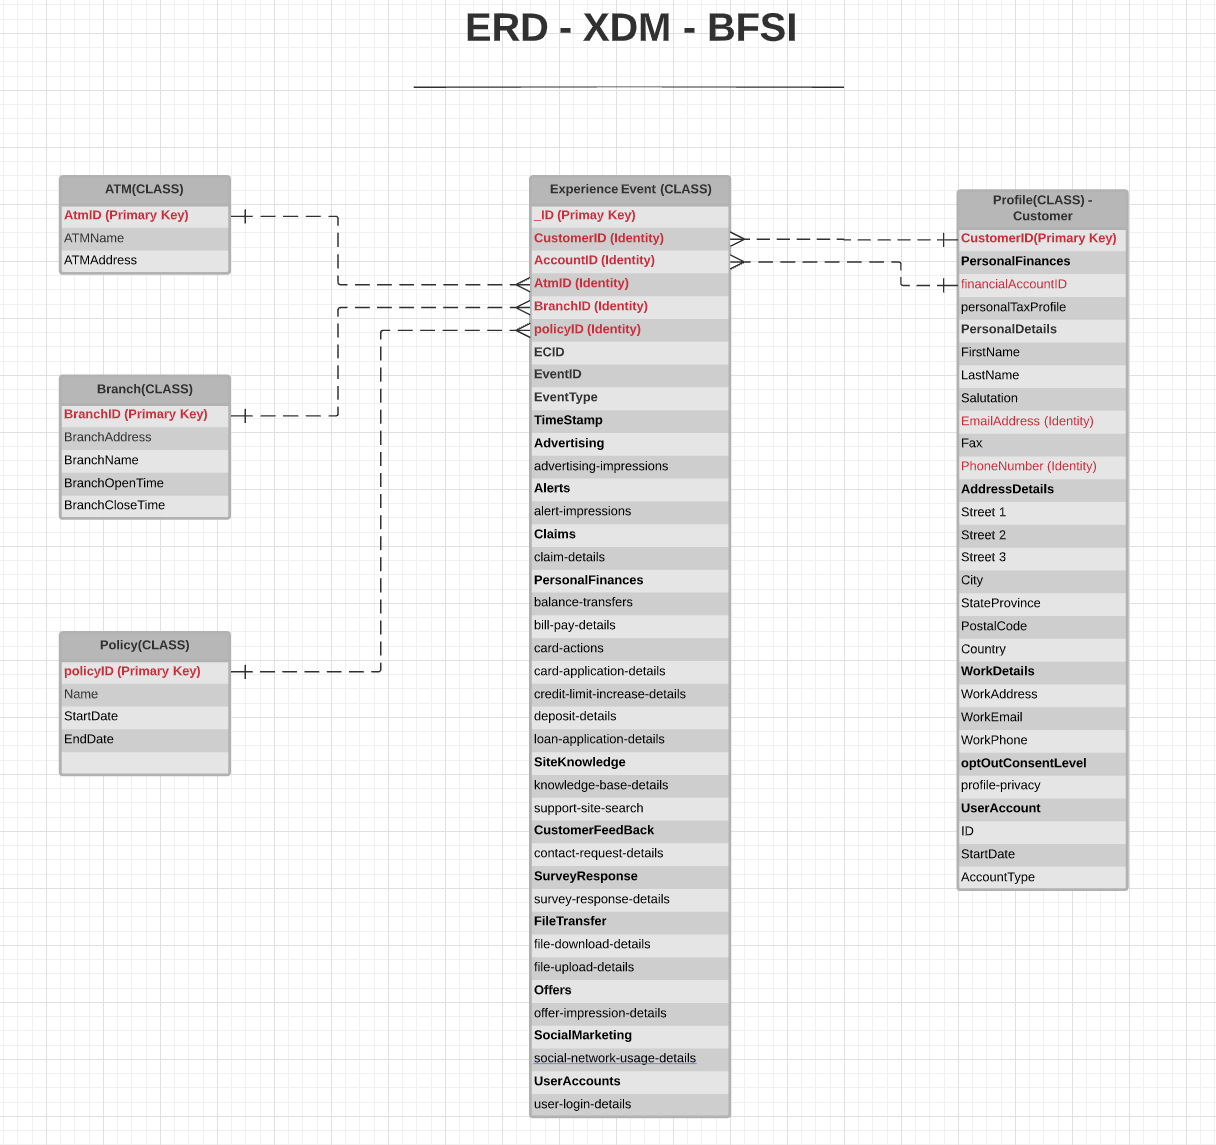 ERD - XDM - BFSI
ATM(CLASS)
AtmID (Primary Key)
ATMName
ATMAddress
Branch(CLASS)
BranchID (Primary Key)
BranchAddress
BranchName
BranchOpenTime
BranchCloseTime
Policy(CLASS)
policyID (Primary Key)
Name
StartDate
EndDate
Experience Event (CLASS)
_ID (Primay Key)
CustomerID (Identity)
AccountID (Identity)
AtmID (Identity)
BranchID (Identity)
policyID (Identity)
ECID
EventID
EventType
TimeStamp
Advertising
advertising-impressions
Alerts
alert-impressions
Claims
claim-details
PersonalFinances
balance-transfers
bill-pay-details
card-actions
card-application-details
credit-limit-increase-details
deposit-details
loan-application-details
SiteKnowledge
knowledge-base-details
support-site-search
CustomerFeedBack
contact-request-details
SurveyResponse
survey-response-details
FileTransfer
file-download-details
file-upload-details
Offers
offer-impression-details
SocialMarketing
social-network-usage-details
UserAccounts
user-login-details
Profile(CLASS) -
Customer
CustomerID(Primary Key)
PersonalFinances
financialAccountID
personalTaxProfile
PersonalDetails
FirstName
LastName
Salutation
EmailAddress (Identity)
Fax
PhoneNumber (Identity)
AddressDetails
Street 1
Street 2
Street 3
City
StateProvince
PostalCode
Country
WorkDetails
WorkAddress
WorkEmail
WorkPhone
optOutConsentLevel
profile-privacy
UserAccount
ID
StartDate
AccountType